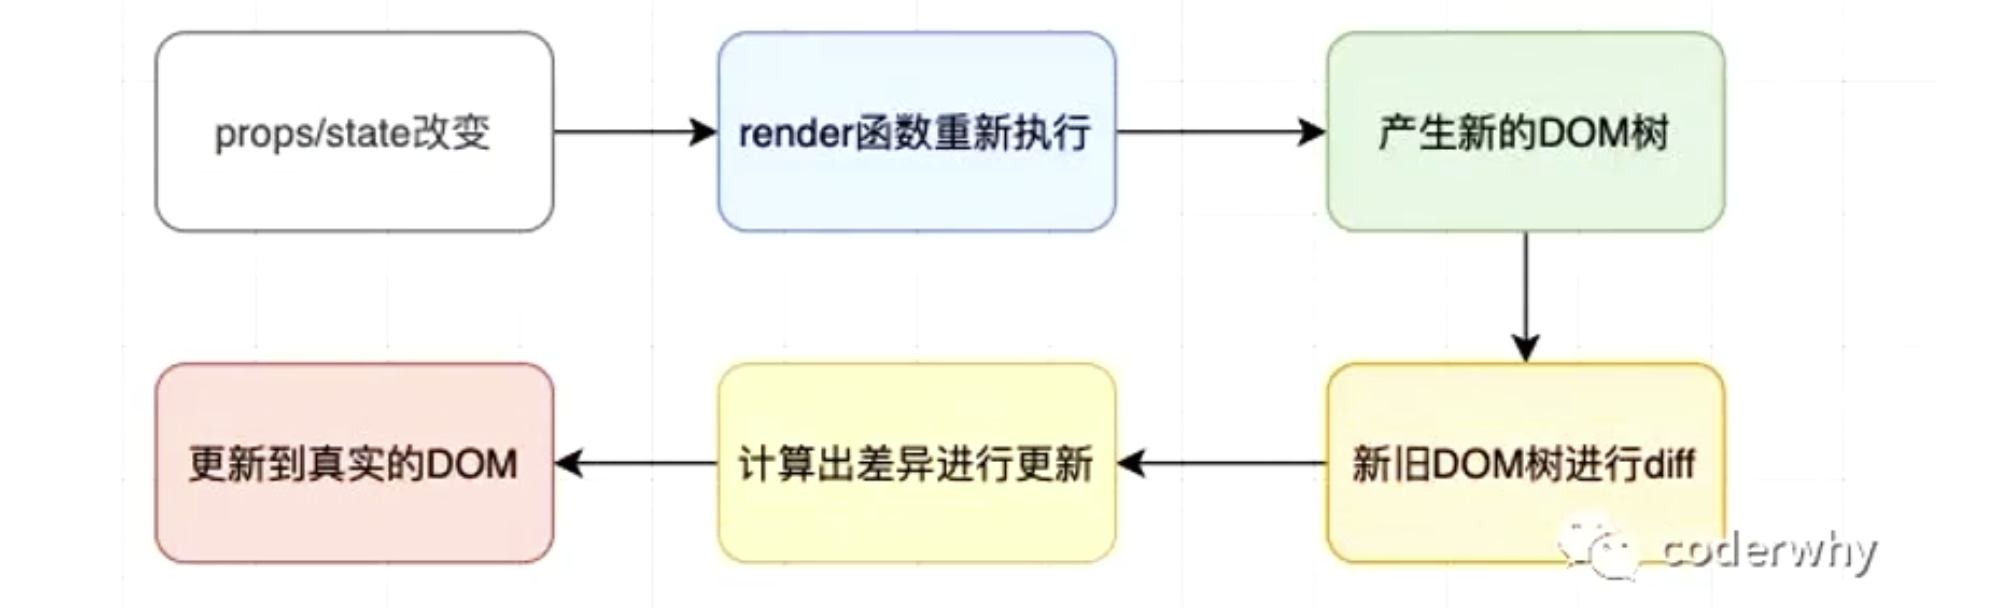 props/state改变
render函数重新执行
产生新的DOM树
新旧DOM树进行diff
计算出差异进行更新
更新到真实的DOM
coderwhy